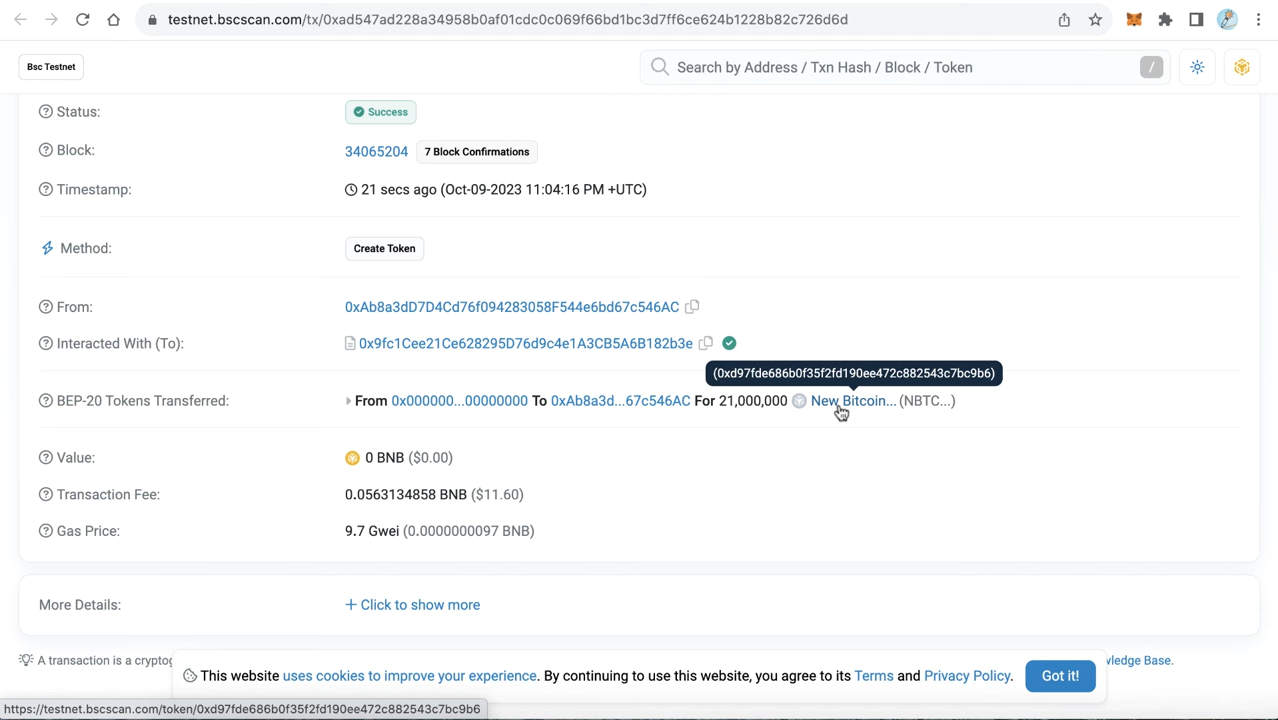 testnet.bscscan.com/tx/0xad547ad228a34958b0af01cdc0c069f66bd1bc3d7ff6ce624b1228b82c726d6d
Bsc Testnet
Search by Address / Txn Hash / Block / Token /
Status: Success
Block: 34065204 7 Block Confirmations
Timestamp: 21 secs ago (Oct-09-2023 11:04:16 PM +UTC)
Method: Create Token
From: 0xAb8a3dD7D4Cd76f094283058F544e6bd67c546AC
Interacted With (To): 0x9fc1Cee21Ce628295D76d9c4e1A3CB5A6B182b3e
(0xd97fde686b0f35f2fd190ee472c882543c7bc9b6)
BEP-20 Tokens Transferred: From 0x000000...00000000 To 0xAb8a3d...67c546AC For 21,000,000 New Bitcoin... (NBTC...)
Value: 0 BNB ($0.00)
Transaction Fee: 0.0563134858 BNB ($11.60)
Gas Price: 9.7 Gwei (0.0000000097 BNB)
More Details: + Click to show more
A transaction is a cryptog wledge Base.
This website uses cookies to improve your experience. By continuing to use this website, you agree to its Terms and Privacy Policy. Got it!
https://testnet.bscscan.com/token/0xd97fde686b0f35f2fd190ee472c882543c7bc9b6